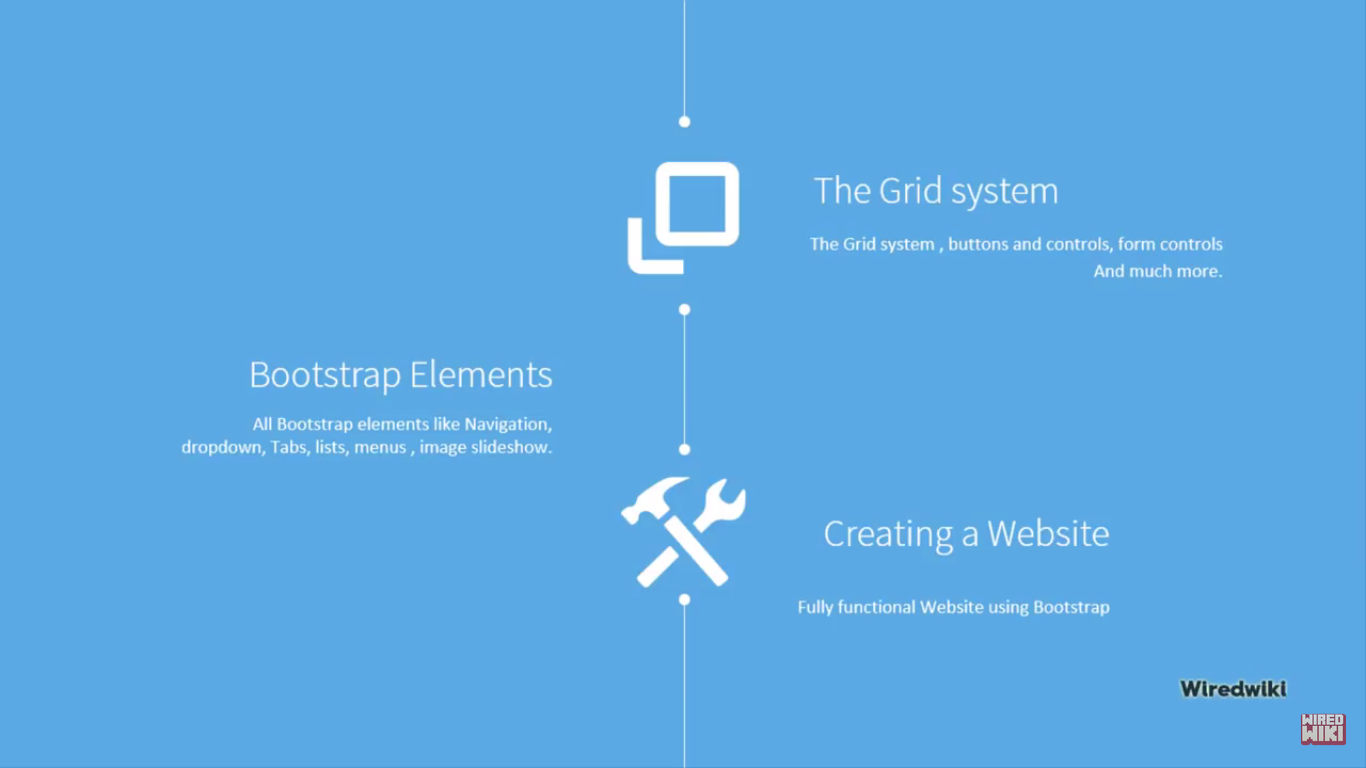 The Grid system
The Grid system , buttons and controls, form controls
And much more.
Bootstrap Elements
All Bootstrap elements like Navigation,
dropdown, Tabs, lists, menus , image slideshow.
Creating a Website
Fully functional Website using Bootstrap
Wiredwiki
WIRED
WIKI